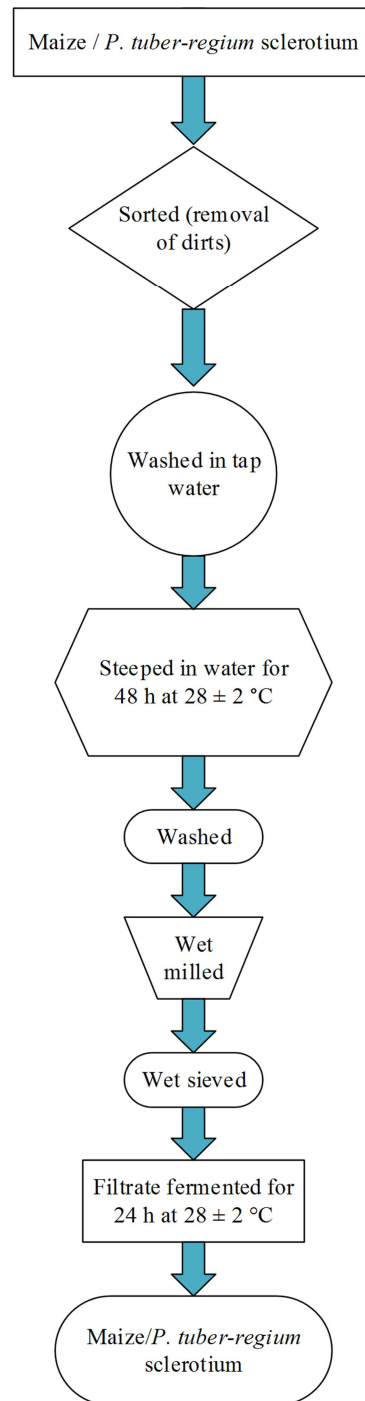 Maize / P. tuber-regium sclerotium
Sorted (removal
of dirts)
Washed in tap
water
Steeped in water for
48 h at 28 ± 2 °C
Washed
Wet
milled
Wet sieved
Filtrate fermented for
24 h at 28 ± 2 °C
Maize/P. tuber-regium
sclerotium